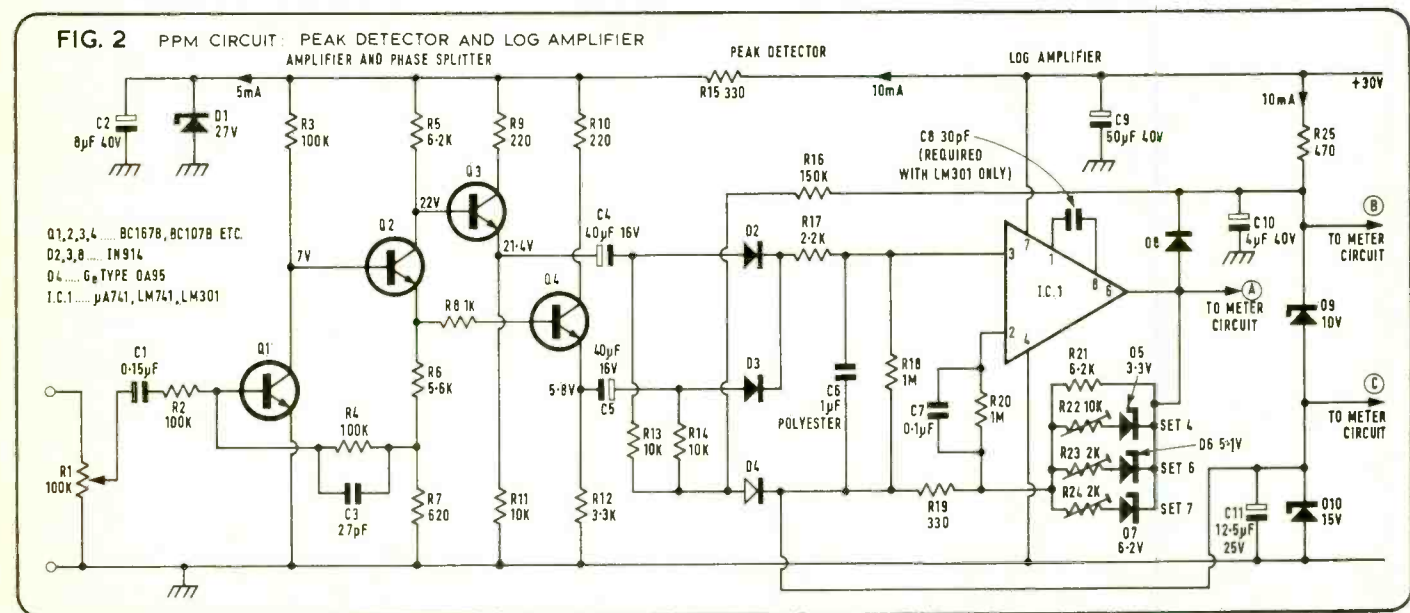 FIG. 2 PPM CIRCUIT: PEAK DETECTOR AND LOG AMPLIFIER
AMPLIFIER AND PHASE SPLITTER
PEAK DETECTOR
LOG AMPLIFIER
5mA
R15 330
10mA
10mA
+30V
C2
8µF 40V
D1
27V
R3
100K
R5
6·2K
R9
220
R10
220
C9
50µF 40V
R25
470
C8 30pF
(REQUIRED
WITH LM301 ONLY)
Q3
R16
150K
22V
C4
40µF 16V
R17
2·2K
D8
C10
4µF 40V
B
TO METER
CIRCUIT
Q1,2,3,4 ..... BC167B, BC107B ETC.
D2,3,8 ..... IN914
D4 ..... Ge TYPE OA95
I.C.1 ..... µA741, LM741, LM301
7V
Q2
21·4V
D2
3
7
1
8
6
I.C.1
2
4
A
TO METER
CIRCUIT
D9
10V
R8 1K
Q4
C1
0·15µF
R2
100K
Q1
R6
5·6K
5·8V
40µF
16V
C5
D3
C6
1µF
POLYESTER
R18
1M
C7
0·1µF
R20
1M
R21
6·2K
D5
3·3V
R22 10K
SET 4
D6 5·1V
R23 2K
SET 6
R24 2K
SET 7
D7
6·2V
C
TO METER
CIRCUIT
R1
100K
R4
100K
C3
27pF
R7
620
R11
10K
R13
10K
R14
10K
R12
3·3K
D4
R19
330
C11
12·5µF
25V
D10
15V